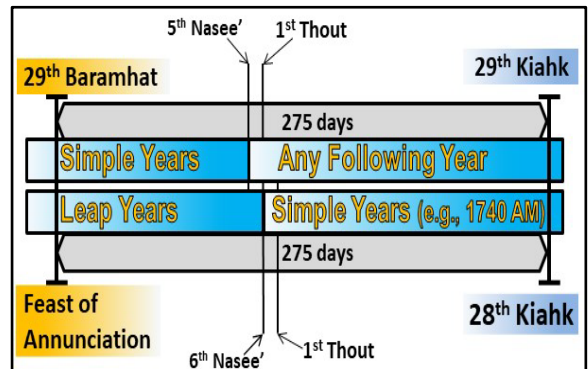 5th Nasee’ 1st Thout
29th Baramhat 29th Kiahk
275 days
Simple Years Any Following Year
Leap Years Simple Years (e.g., 1740 AM)
275 days
Feast of
Annunciation
28th Kiahk
6th Nasee’ 1st Thout